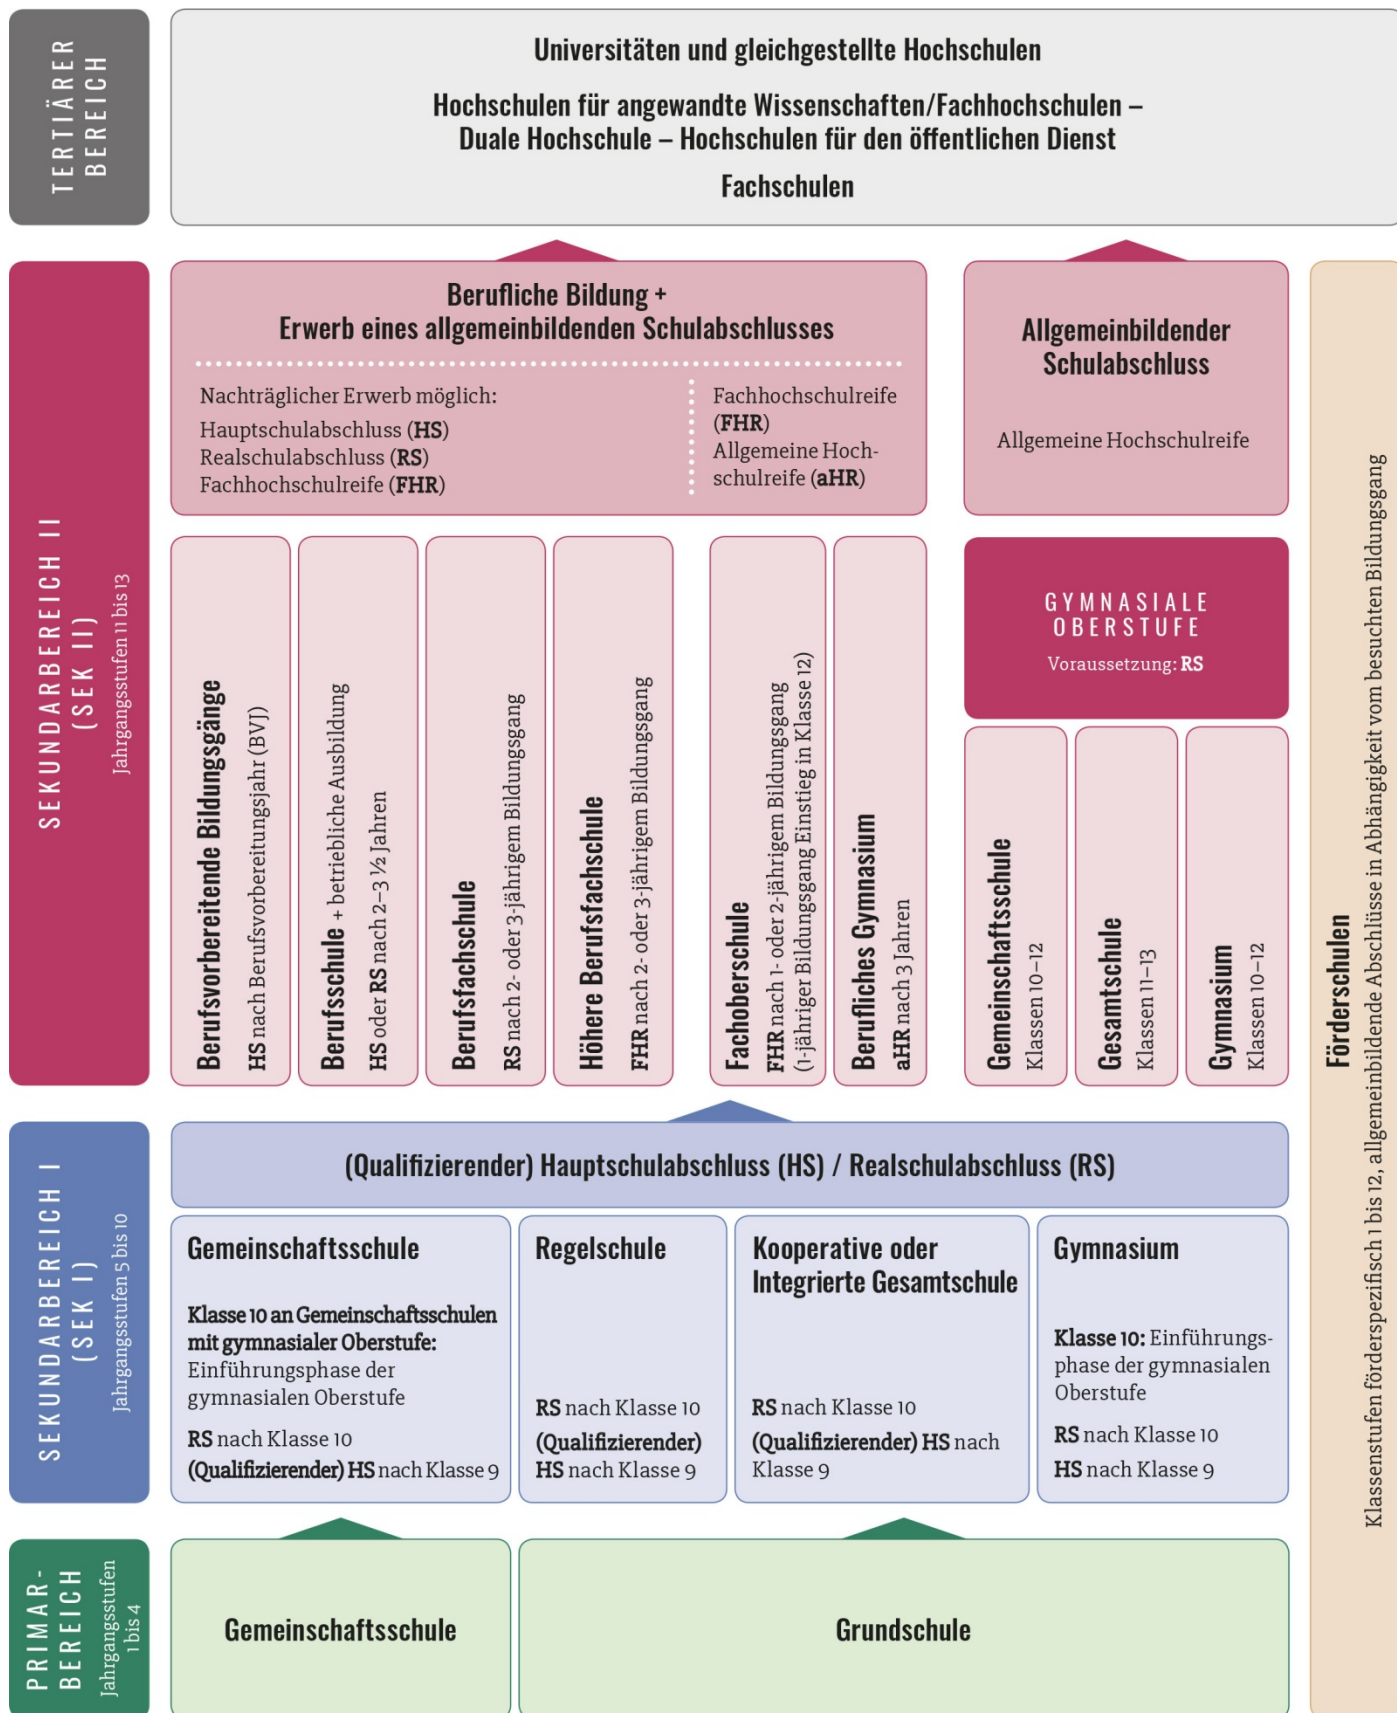 TERTIÄRER
BEREICH
Universitäten und gleichgestellte Hochschulen
Hochschulen für angewandte Wissenschaften/Fachhochschulen –
Duale Hochschule – Hochschulen für den öffentlichen Dienst
Fachschulen
SEKUNDARBEREICH II
(SEK II)
Jahrgangsstufen 11 bis 13
Berufliche Bildung +
Erwerb eines allgemeinbildenden Schulabschlusses
Nachträglicher Erwerb möglich:
Hauptschulabschluss (HS)
Realschulabschluss (RS)
Fachhochschulreife (FHR)
Fachhochschulreife
(FHR)
Allgemeine Hoch-
schulreife (aHR)
Allgemeinbildender
Schulabschluss
Allgemeine Hochschulreife
Berufsvorbereitende Bildungsgänge
HS nach Berufsvorbereitungsjahr (BVJ)
Berufsschule + betriebliche Ausbildung
HS oder RS nach 2–3 ½ Jahren
Berufsfachschule
RS nach 2- oder 3-jährigem Bildungsgang
Höhere Berufsfachschule
FHR nach 2- oder 3-jährigem Bildungsgang
Fachoberschule
FHR nach 1- oder 2-jährigem Bildungsgang
(1-jähriger Bildungsgang Einstieg in Klasse 12)
Berufliches Gymnasium
aHR nach 3 Jahren
GYMNASIALE
OBERSTUFE
Voraussetzung: RS
Gemeinschaftsschule
Klassen 10–12
Gesamtschule
Klassen 11–13
Gymnasium
Klassen 10–12
Förderschulen
Klassenstufen förderspezifisch 1 bis 12, allgemeinbildende Abschlüsse in Abhängigkeit vom besuchten Bildungsgang
SEKUNDARBEREICH I
(SEK I)
Jahrgangsstufen 5 bis 10
(Qualifizierender) Hauptschulabschluss (HS) / Realschulabschluss (RS)
Gemeinschaftsschule
Klasse 10 an Gemeinschaftsschulen
mit gymnasialer Oberstufe:
Einführungsphase der
gymnasialen Oberstufe
RS nach Klasse 10
(Qualifizierender) HS nach Klasse 9
Regelschule
RS nach Klasse 10
(Qualifizierender)
HS nach Klasse 9
Kooperative oder
Integrierte Gesamtschule
RS nach Klasse 10
(Qualifizierender) HS nach
Klasse 9
Gymnasium
Klasse 10: Einführungs-
phase der gymnasialen
Oberstufe
RS nach Klasse 10
HS nach Klasse 9
PRIMAR-
BEREICH
Jahrgangsstufen
1 bis 4
Gemeinschaftsschule
Grundschule